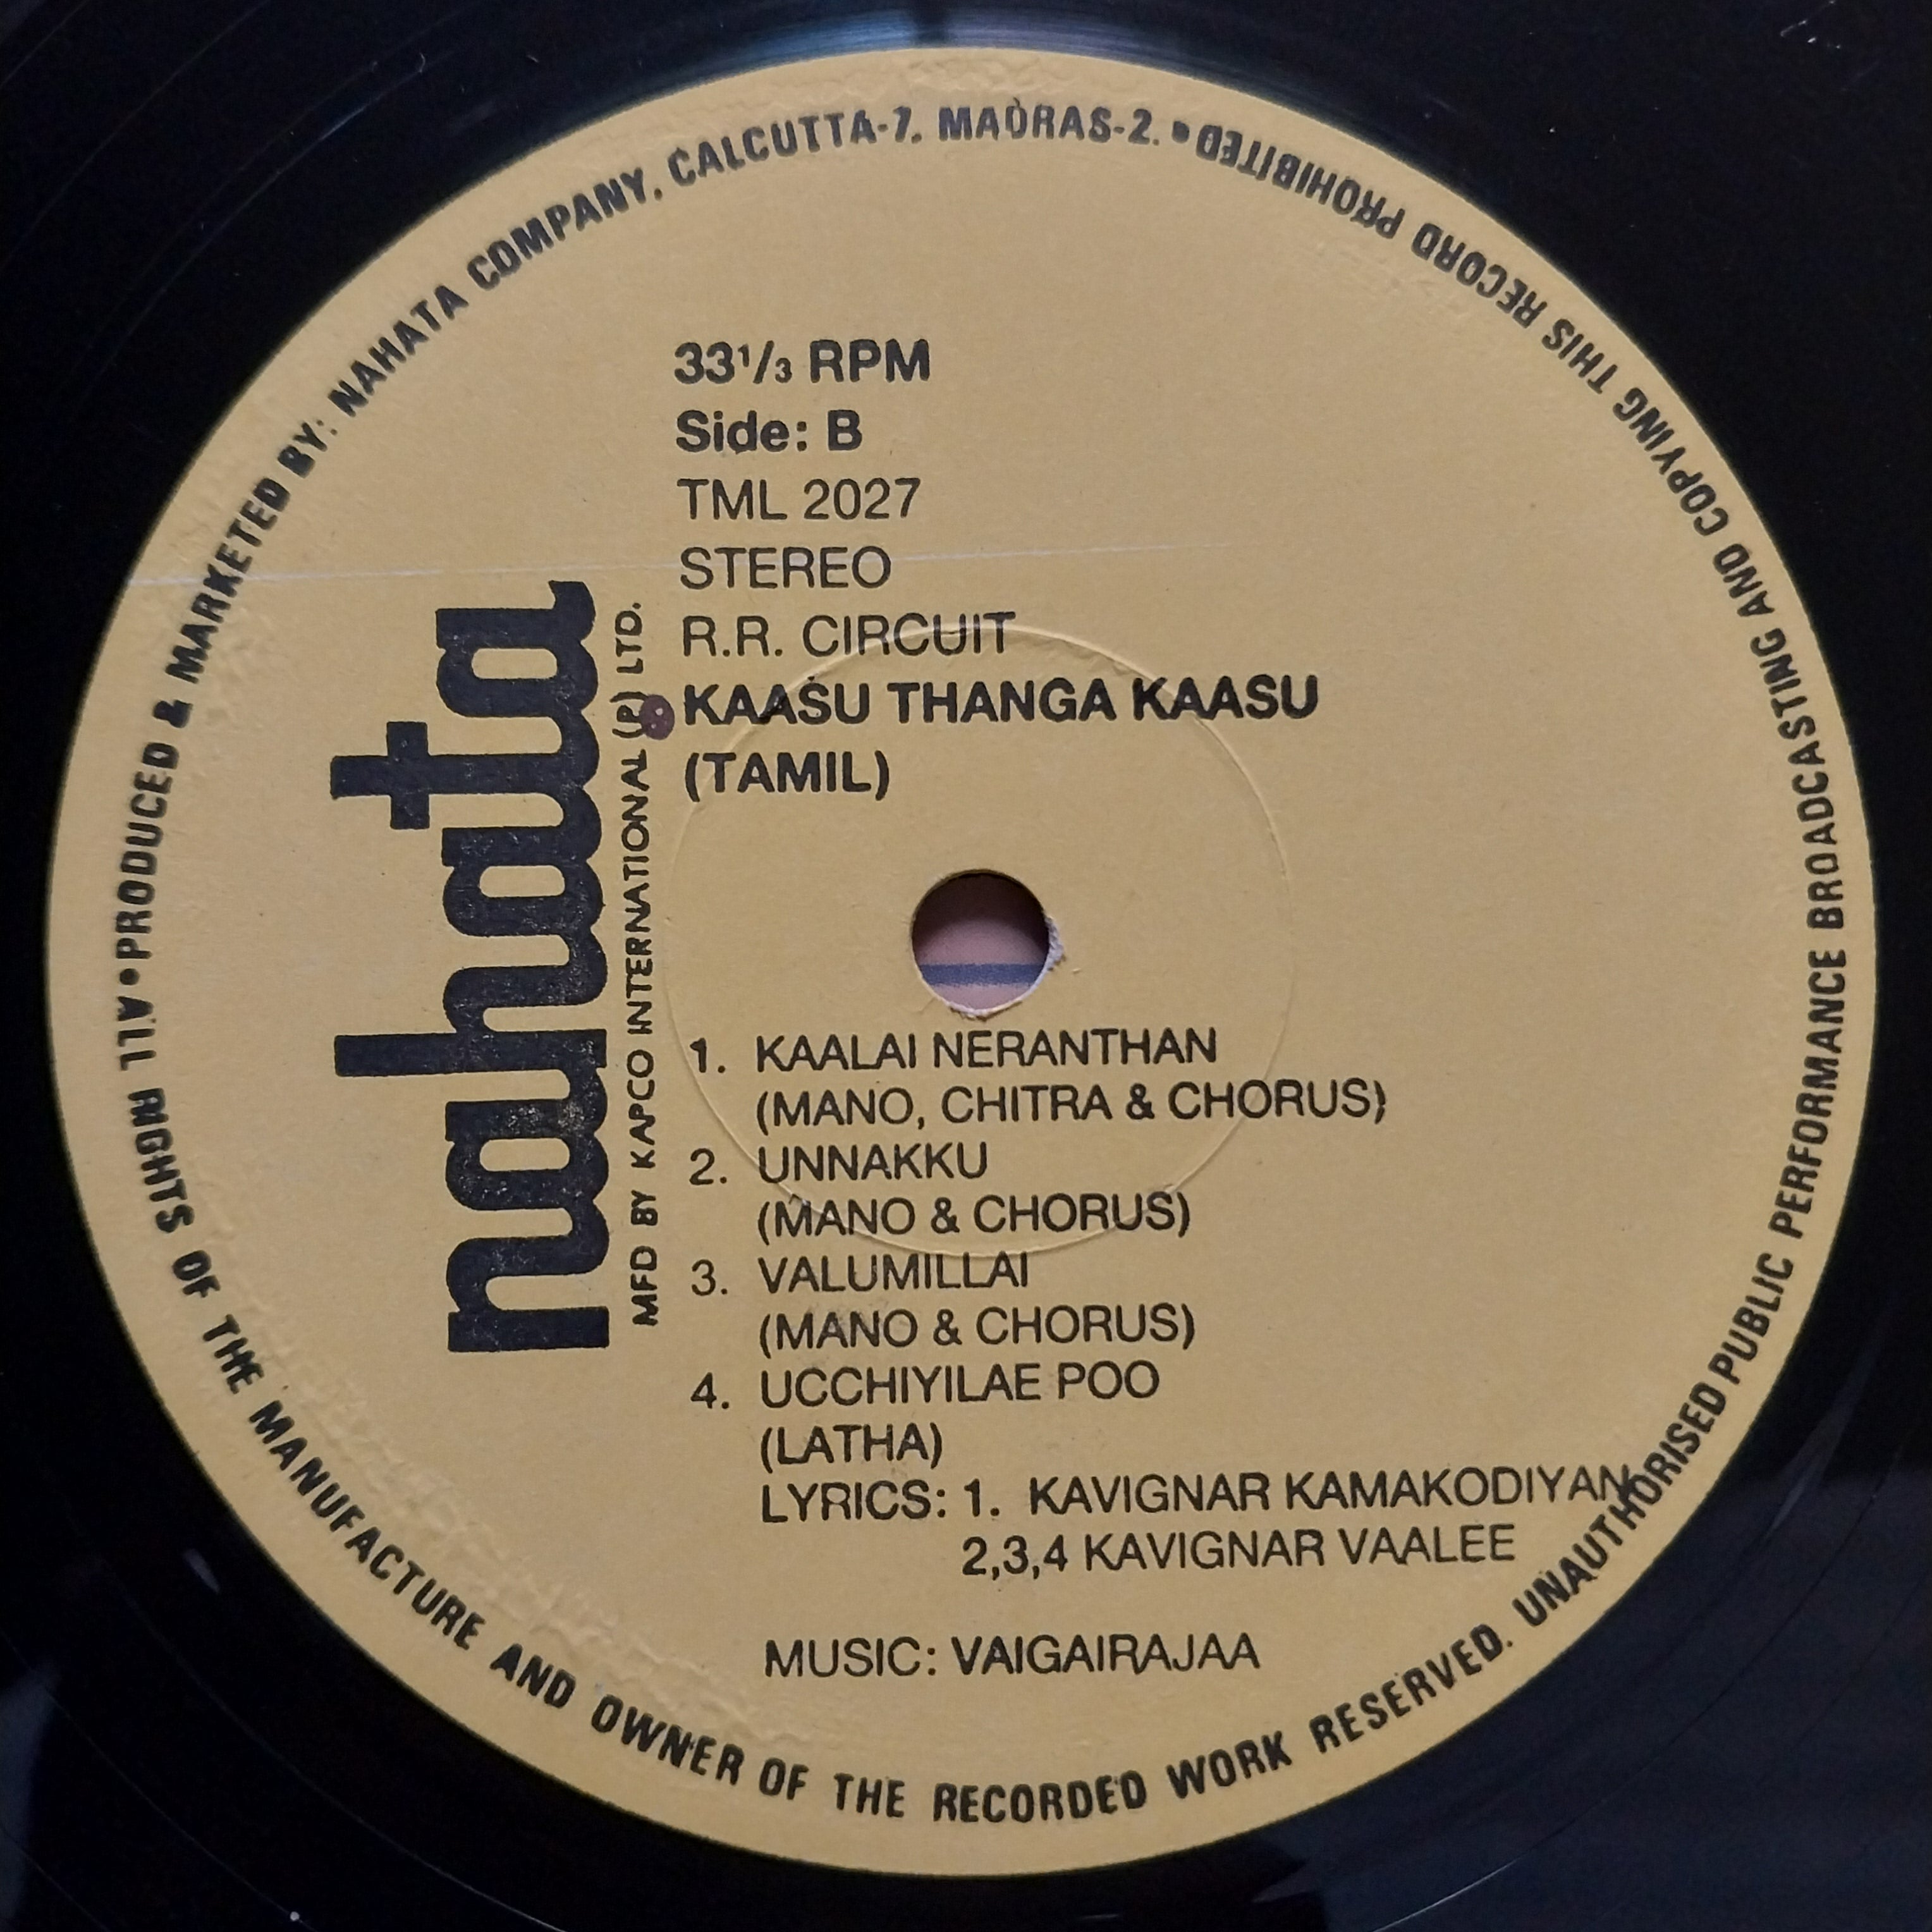 33 1/3 RPM
Side: B
TML 2027
STEREO
R.R. CIRCUIT
KAASU THANGA KAASU
(TAMIL)
nahata
MFD BY KAPCO INTERNATIONAL (P) LTD.
1. KAALAI NERANTHAN
(MANO, CHITRA & CHORUS)
2. UNNAKKU
(MANO & CHORUS)
3. VALUMILLAI
(MANO & CHORUS)
4. UCCHIYILAE POO
(LATHA)
LYRICS: 1. KAVIGNAR KAMAKODIYAN
2,3,4 KAVIGNAR VAALEE
MUSIC: VAIGAIRAJAA
• PRODUCED & MARKETED BY: NAHATA COMPANY, CALCUTTA-7, MADRAS-2.
• ALL RIGHTS OF THE MANUFACTURE AND OWNER OF THE RECORDED WORK RESERVED. UNAUTHORISED PUBLIC PERFORMANCE BROADCASTING AND COPYING THIS RECORD PROHIBITED •